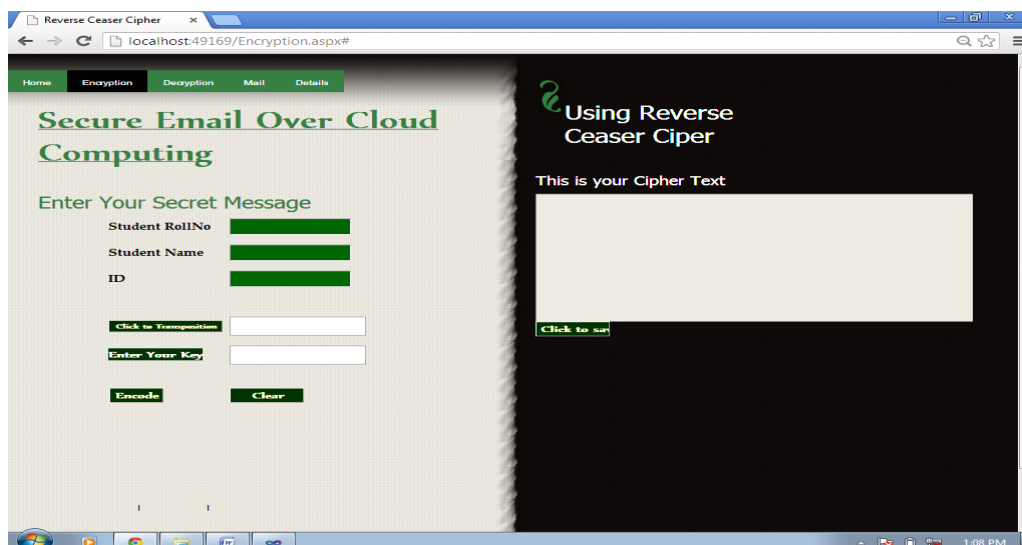 Reverse Ceaser Cipher
localhost:49169/Encryption.aspx#
Home Encryption Decryption Mail Details
Secure Email Over Cloud
Computing
Enter Your Secret Message
Student RollNo
Student Name
ID
Click to Transposition
Enter Your Key
Encode Clear
Using Reverse
Ceaser Ciper
This is your Cipher Text
Click to sav
1:08 PM